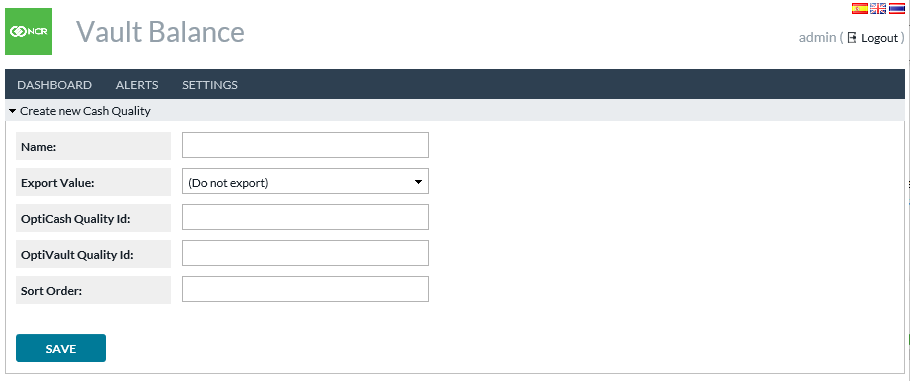 NCR
Vault Balance
admin ( Logout )
DASHBOARD ALERTS SETTINGS
Create new Cash Quality
Name:
Export Value: (Do not export)
OptiCash Quality Id:
OptiVault Quality Id:
Sort Order:
SAVE